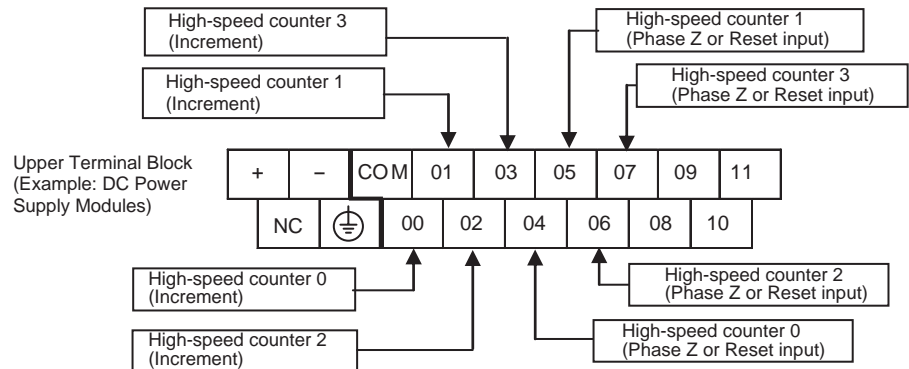 High-speed counter 3
(Increment)
High-speed counter 1
(Phase Z or Reset input)
High-speed counter 1
(Increment)
High-speed counter 3
(Phase Z or Reset input)
Upper Terminal Block
(Example: DC Power
Supply Modules)
+ – COM 01 03 05 07 09 11
NC 00 02 04 06 08 10
High-speed counter 0
(Increment)
High-speed counter 2
(Phase Z or Reset input)
High-speed counter 2
(Increment)
High-speed counter 0
(Phase Z or Reset input)